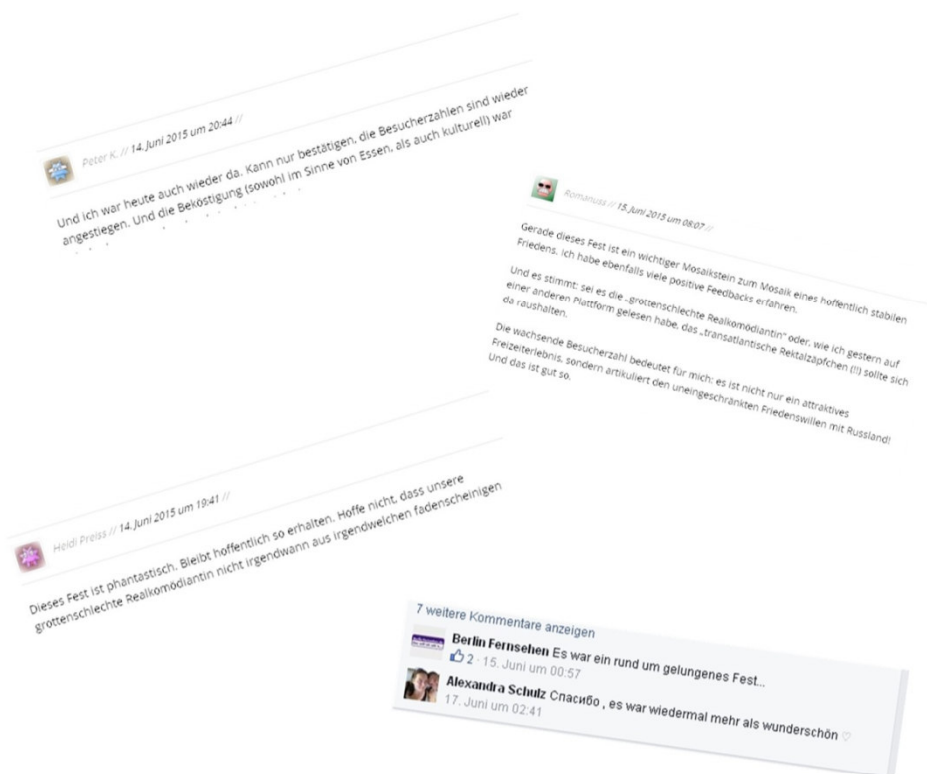 Peter K. // 14. Juni 2015 um 20:44 //
Und ich war heute auch wieder da. Kann nur bestätigen, die Besucherzahlen sind wieder
angestiegen. Und die Beköstigung (sowohl im Sinne von Essen, als auch kulturell) war
Romanuss // 15. Juni 2015 um 08:07 //
Gerade dieses Fest ist ein wichtiger Mosaikstein zum Mosaik eines hoffentlich stabilen
Friedens. Ich habe ebenfalls viele positive Feedbacks erfahren.
Und es stimmt: sei es die „grottenschlechte Realkomödiantin“ oder, wie ich gestern auf
einer anderen Plattform gelesen habe, das „transatlantische Rektalzäpfchen (!!) sollte sich
da raushalten.
Die wachsende Besucherzahl bedeutet für mich: es ist nicht nur ein attraktives
Freizeiterlebnis, sondern artikuliert den uneingeschränkten Friedenswillen mit Russland!
Und das ist gut so.
Heidi Preiss // 14. Juni 2015 um 19:41 //
Dieses Fest ist phantastisch. Bleibt hoffentlich so erhalten. Hoffe nicht, dass unsere
grottenschlechte Realkomödiantin nicht irgendwann aus irgendwelchen fadenscheinigen
7 weitere Kommentare anzeigen
Berlin Fernsehen Es war ein rund um gelungenes Fest...
2 · 15. Juni um 00:57
Alexandra Schulz Спасибо , es war wiedermal mehr als wunderschön ♡
17. Juni um 02:41